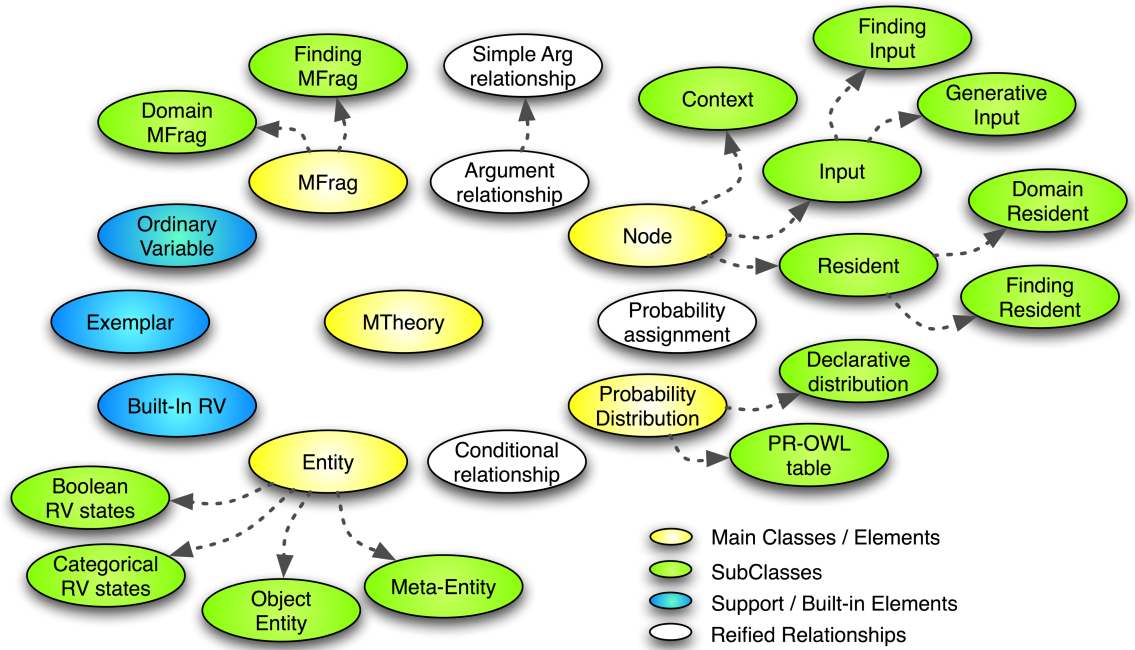 Finding
Input
Finding
MFrag
Simple Arg
relationship
Context
Generative
Input
Domain
MFrag
MFrag
Argument
relationship
Input
Domain
Resident
Ordinary
Variable
Node
Resident
Finding
Resident
Exemplar
MTheory
Probability
assignment
Declarative
distribution
Built-In RV
Probability
Distribution
PR-OWL
table
Entity
Conditional
relationship
Boolean
RV states
Categorical
RV states
Object
Entity
Meta-Entity
Main Classes / Elements
SubClasses
Support / Built-in Elements
Reified Relationships